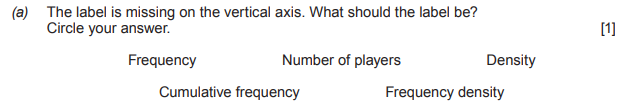 (a) The label is missing on the vertical axis. What should the label be?
Circle your answer. [1]
Frequency Number of players Density
Cumulative frequency Frequency density